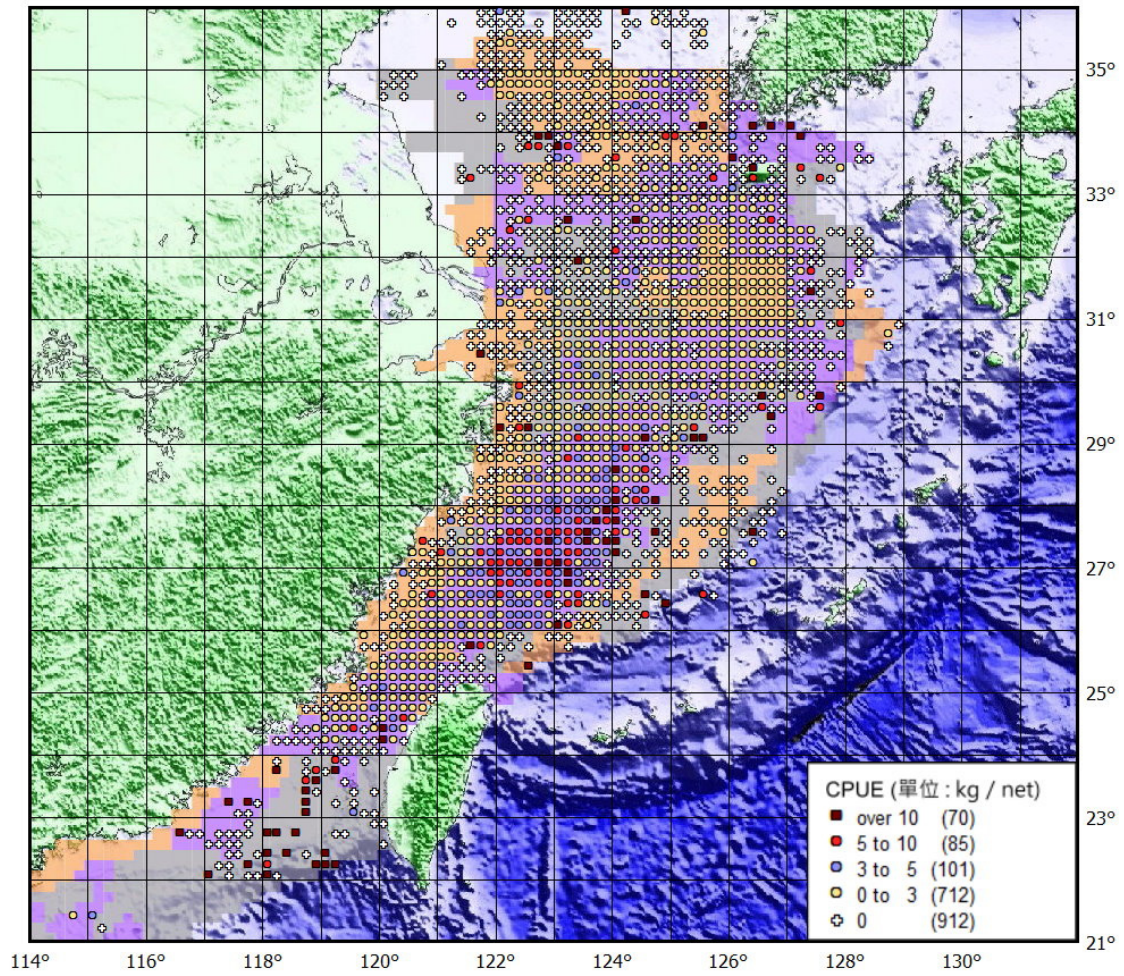 35°
33°
31°
29°
27°
25°
23°
21°
CPUE (單位 : kg / net)
over 10 (70)
5 to 10 (85)
3 to 5 (101)
0 to 3 (712)
0 (912)
114° 116° 118° 120° 122° 124° 126° 128° 130°